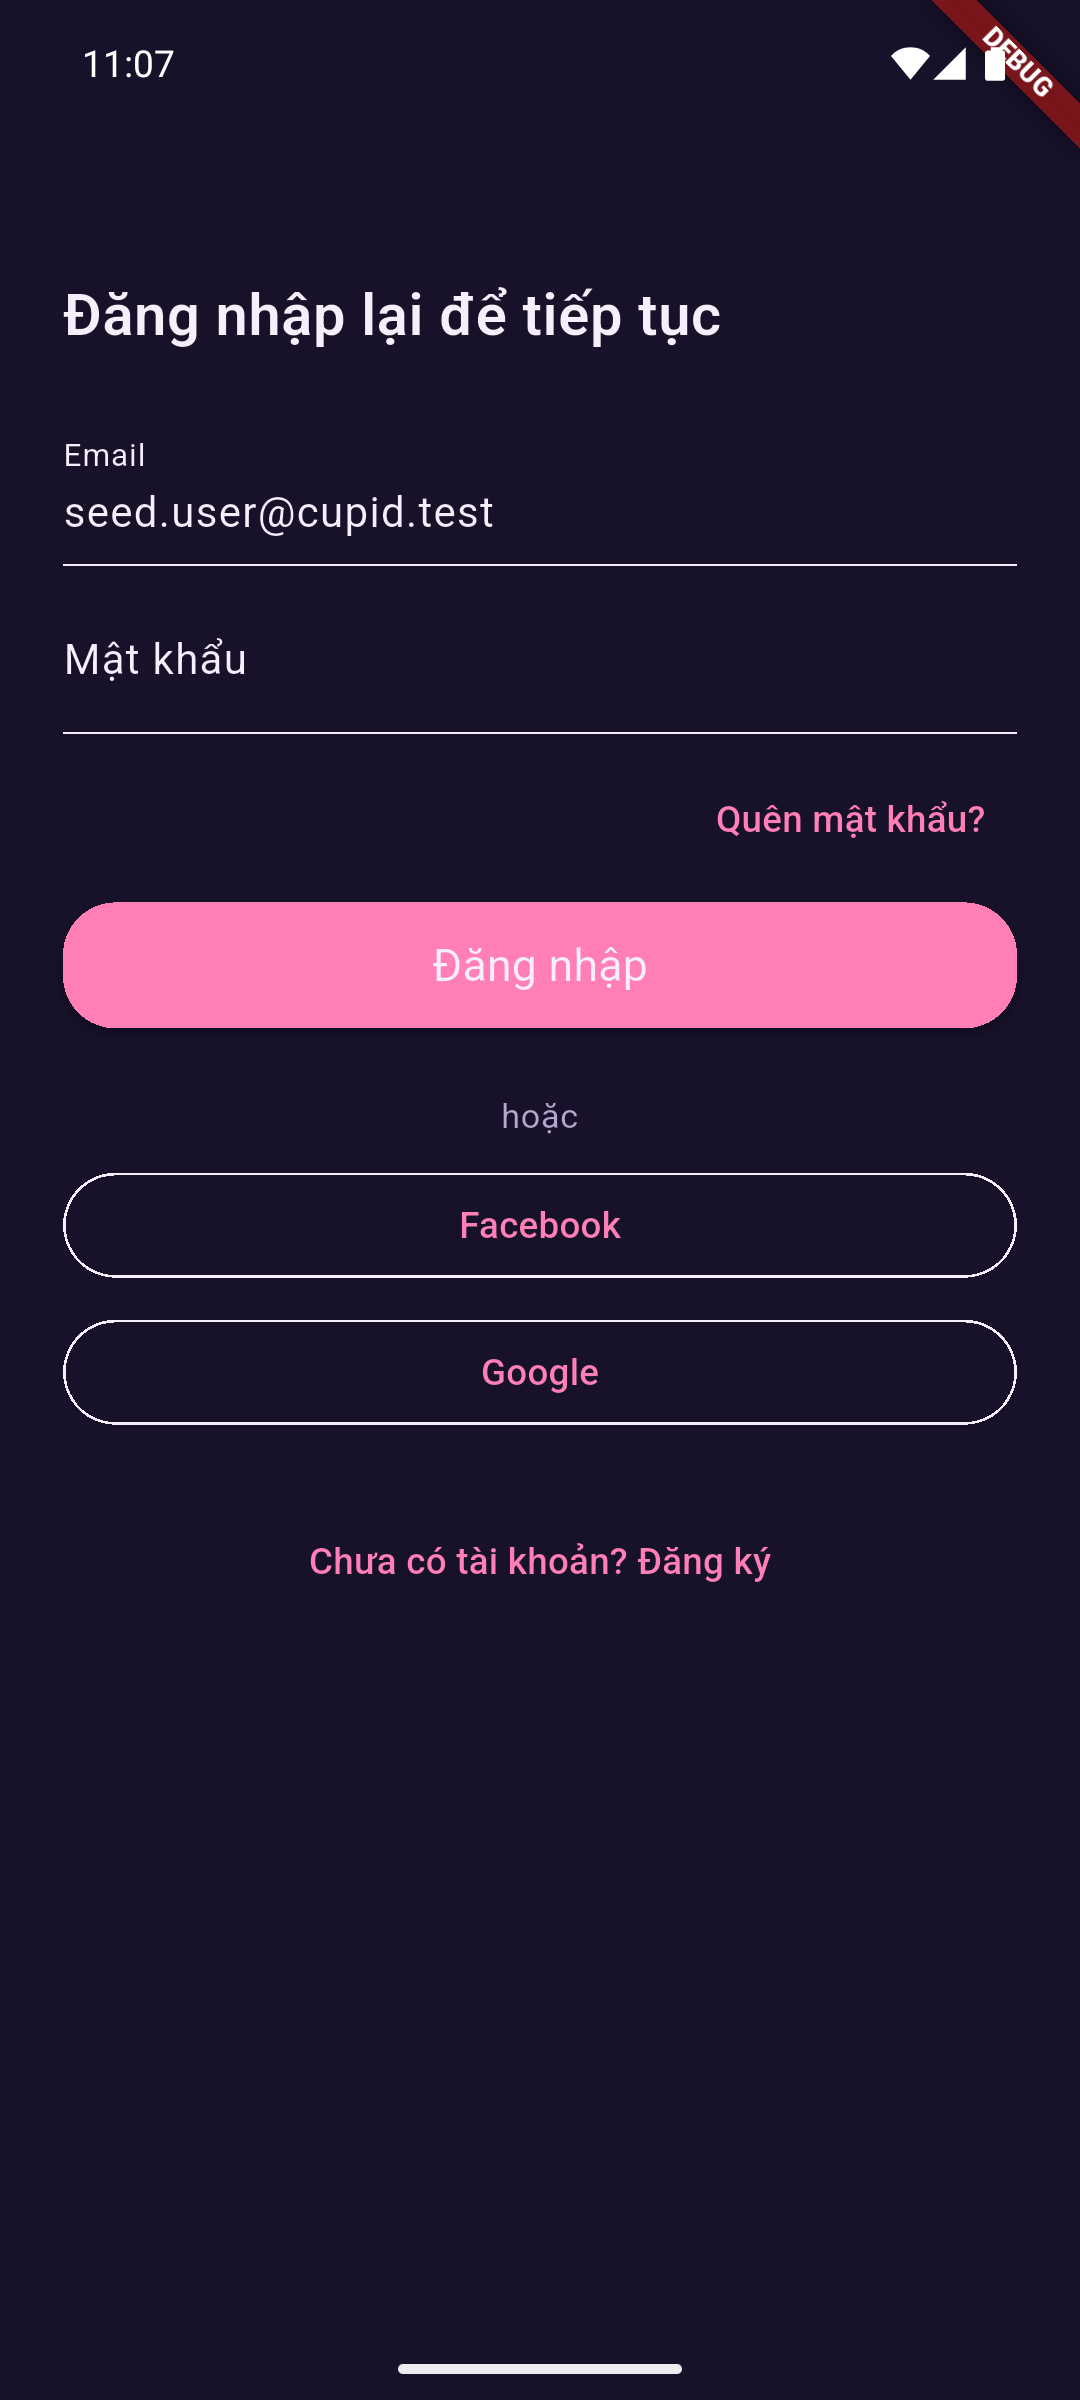 11:07
DEBUG
Đăng nhập lại để tiếp tục
Email
seed.user@cupid.test
Mật khẩu
Quên mật khẩu?
Đăng nhập
hoặc
Facebook
Google
Chưa có tài khoản? Đăng ký